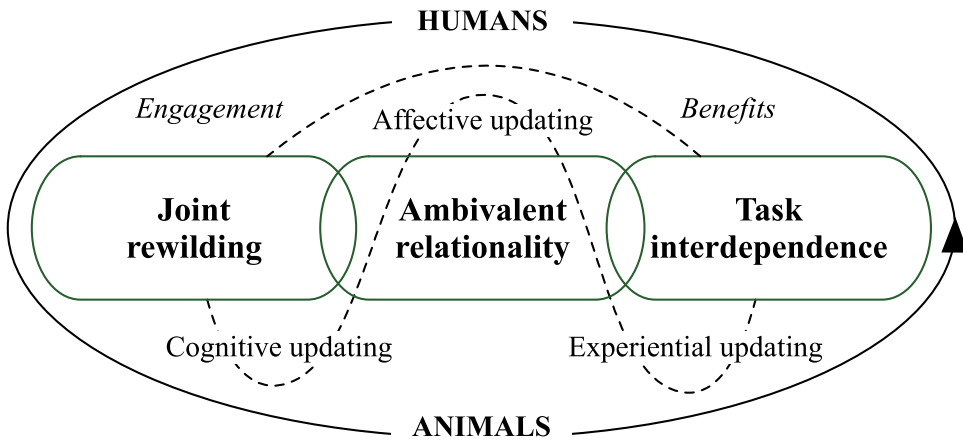 HUMANS
Engagement
Benefits
Affective updating
Joint
rewilding
Ambivalent
relationality
Task
interdependence
Cognitive updating
Experiential updating
ANIMALS